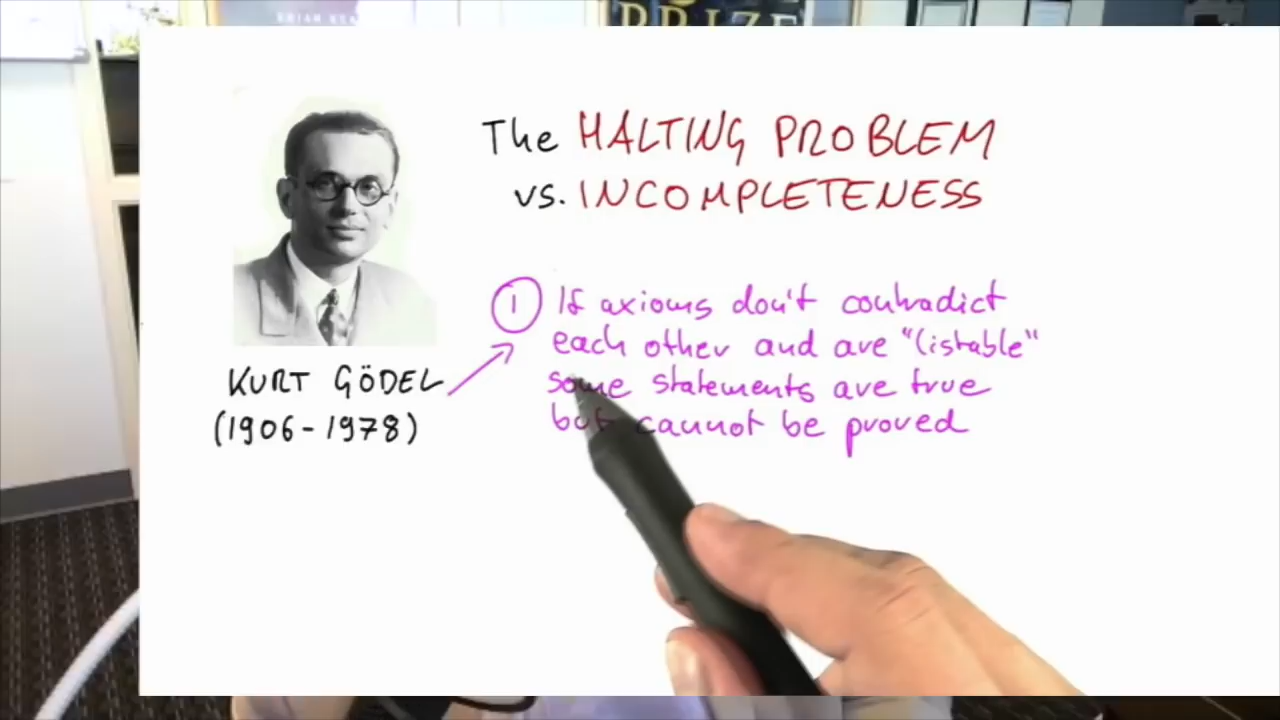 PRIZE
The HALTING PROBLEM
vs. INCOMPLETENESS
1 If axioms don't contradict
each other and are "listable"
some statements are true
but cannot be proved
KURT GÖDEL
(1906-1978)